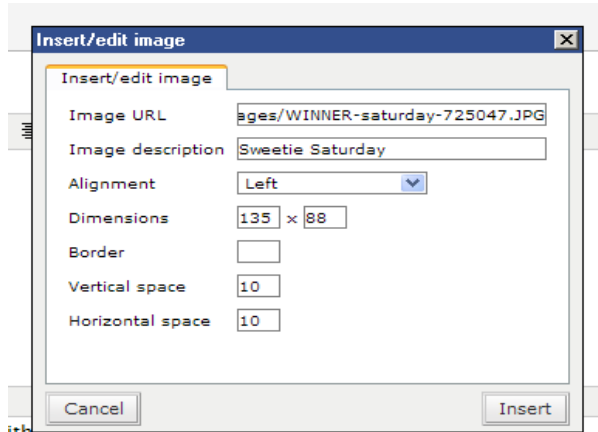 Insert/edit image
Insert/edit image
Image URL ages/WINNER-saturday-725047.JPG
Image description Sweetie Saturday
Alignment Left
Dimensions 135 x 88
Border
Vertical space 10
Horizontal space 10
Cancel Insert